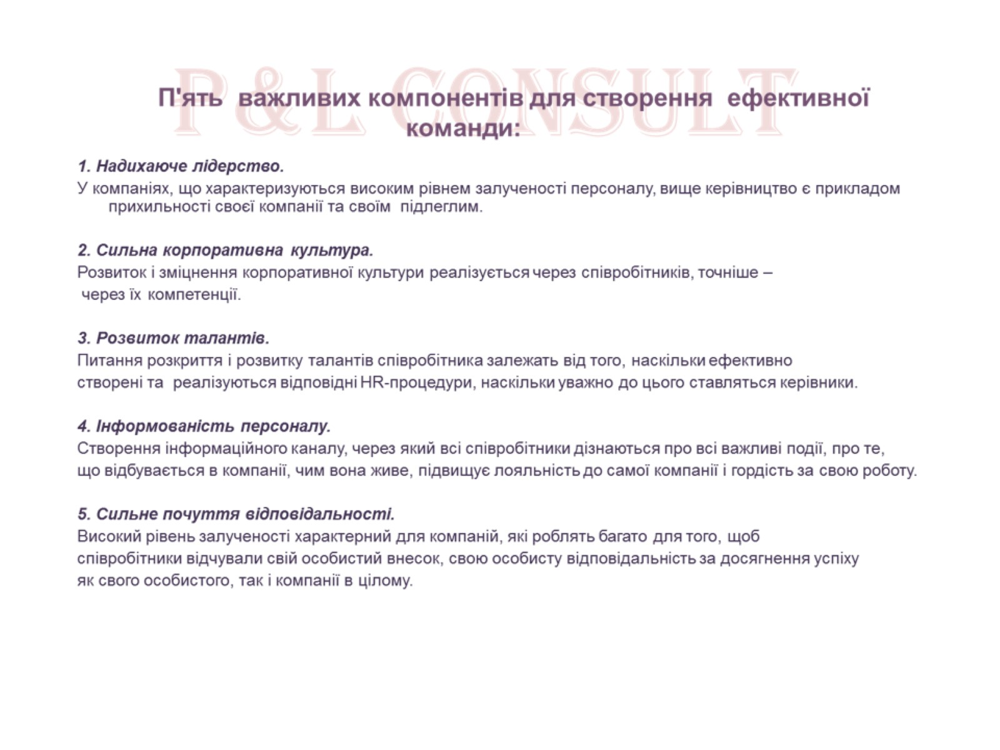 P & L CONSULT
П'ять важливих компонентів для створення ефективної
команди:
1. Надихаюче лідерство.
У компаніях, що характеризуються високим рівнем залученості персоналу, вище керівництво є прикладом
прихильності своєї компанії та своїм підлеглим.
2. Сильна корпоративна культура.
Розвиток і зміцнення корпоративної культури реалізується через співробітників, точніше –
через їх компетенції.
3. Розвиток талантів.
Питання розкриття і розвитку талантів співробітника залежать від того, наскільки ефективно
створені та реалізуються відповідні HR-процедури, наскільки уважно до цього ставляться керівники.
4. Інформованість персоналу.
Створення інформаційного каналу, через який всі співробітники дізнаються про всі важливі події, про те,
що відбувається в компанії, чим вона живе, підвищує лояльність до самої компанії і гордість за свою роботу.
5. Сильне почуття відповідальності.
Високий рівень залученості характерний для компаній, які роблять багато для того, щоб
співробітники відчували свій особистий внесок, свою особисту відповідальність за досягнення успіху
як свого особистого, так і компанії в цілому.